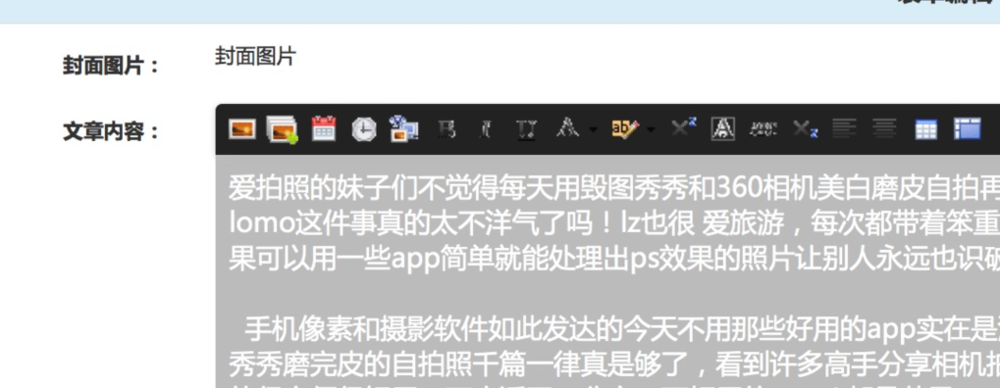 封面图片：
封面图片
文章内容：
爱拍照的妹子们不觉得每天用毁图秀秀和360相机美白磨皮自拍再
lomo这件事真的太不洋气了吗！lz也很 爱旅游，每次都带着笨重
果可以用一些app简单就能处理出ps效果的照片让别人永远也识破
手机像素和摄影软件如此发达的今天不用那些好用的app实在是
秀秀磨完皮的自拍照千篇一律真是够了，看到许多高手分享相机拍